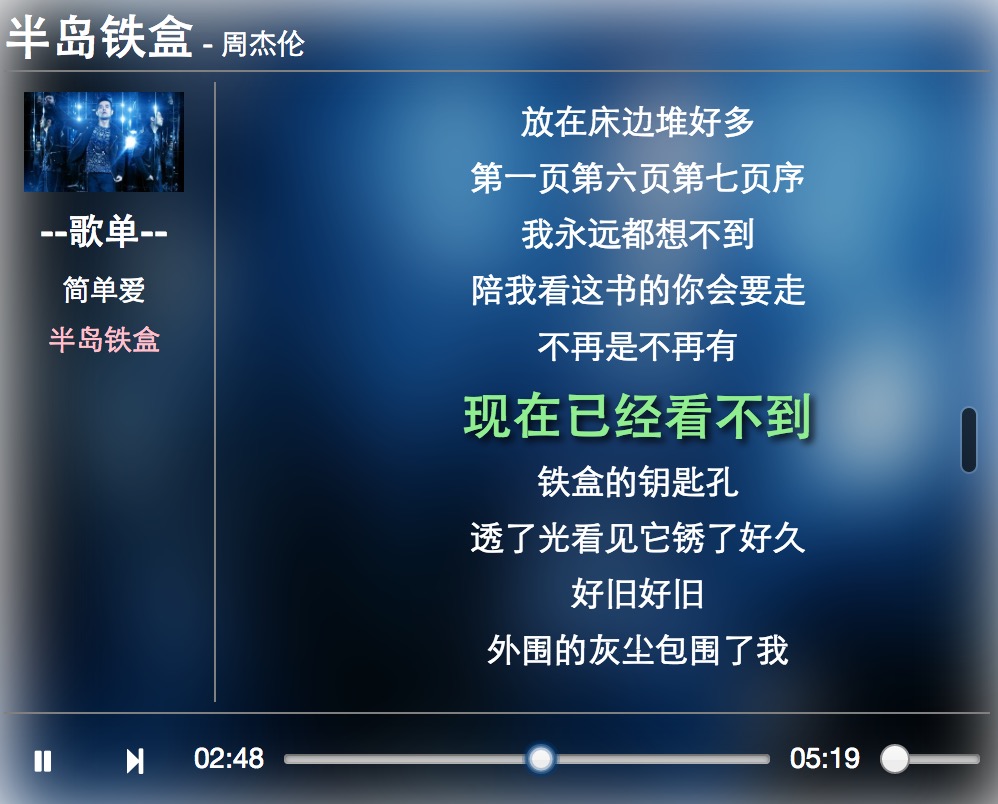 半岛铁盒 - 周杰伦
--歌单--
简单爱
半岛铁盒
放在床边堆好多
第一页第六页第七页序
我永远都想不到
陪我看这书的你会要走
不再是不再有
现在已经看不到
铁盒的钥匙孔
透了光看见它锈了好久
好旧好旧
外围的灰尘包围了我
02:48
05:19